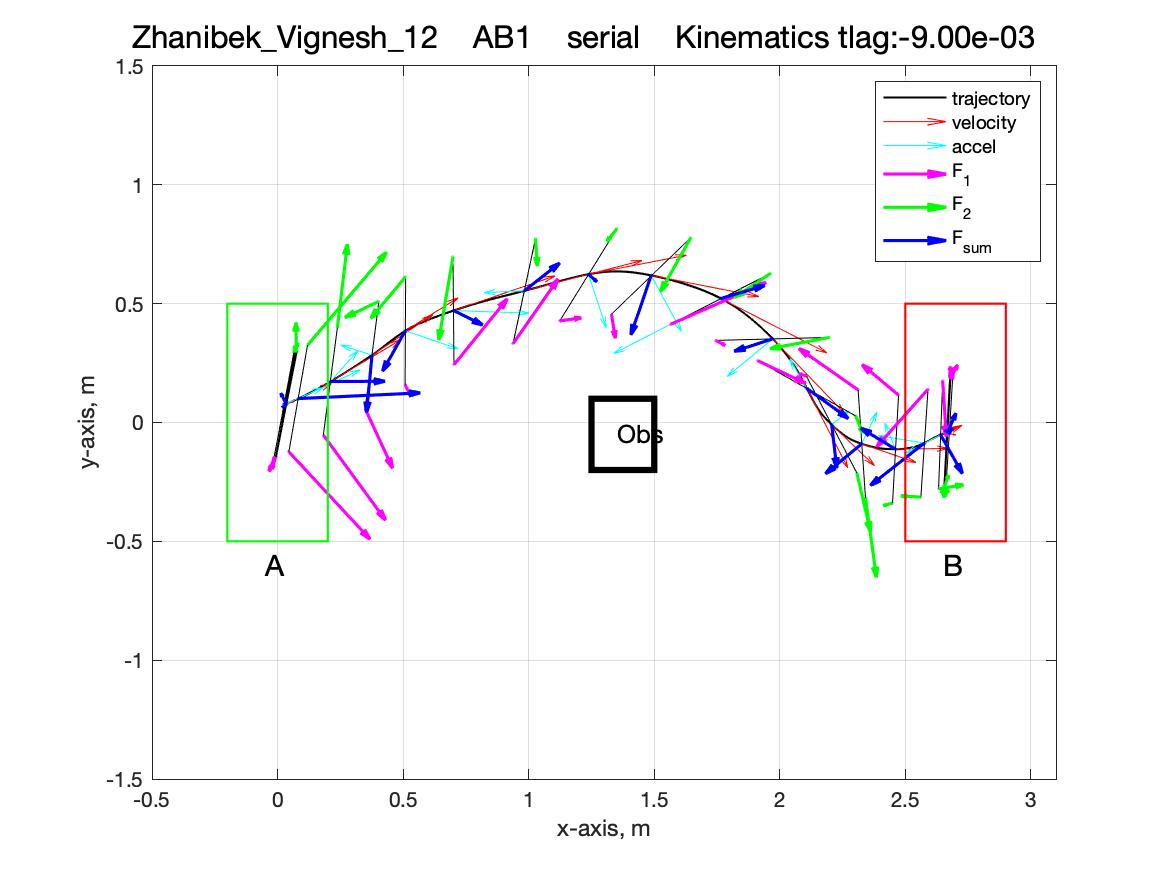 Zhanibek_Vignesh_12 AB1 serial Kinematics tlag:-9.00e-03
1.5
1
0.5
0
-0.5
-1
-1.5
y-axis, m
trajectory
velocity
accel
F1
F2
Fsum
Obs
A
B
-0.5 0 0.5 1 1.5 2 2.5 3
x-axis, m